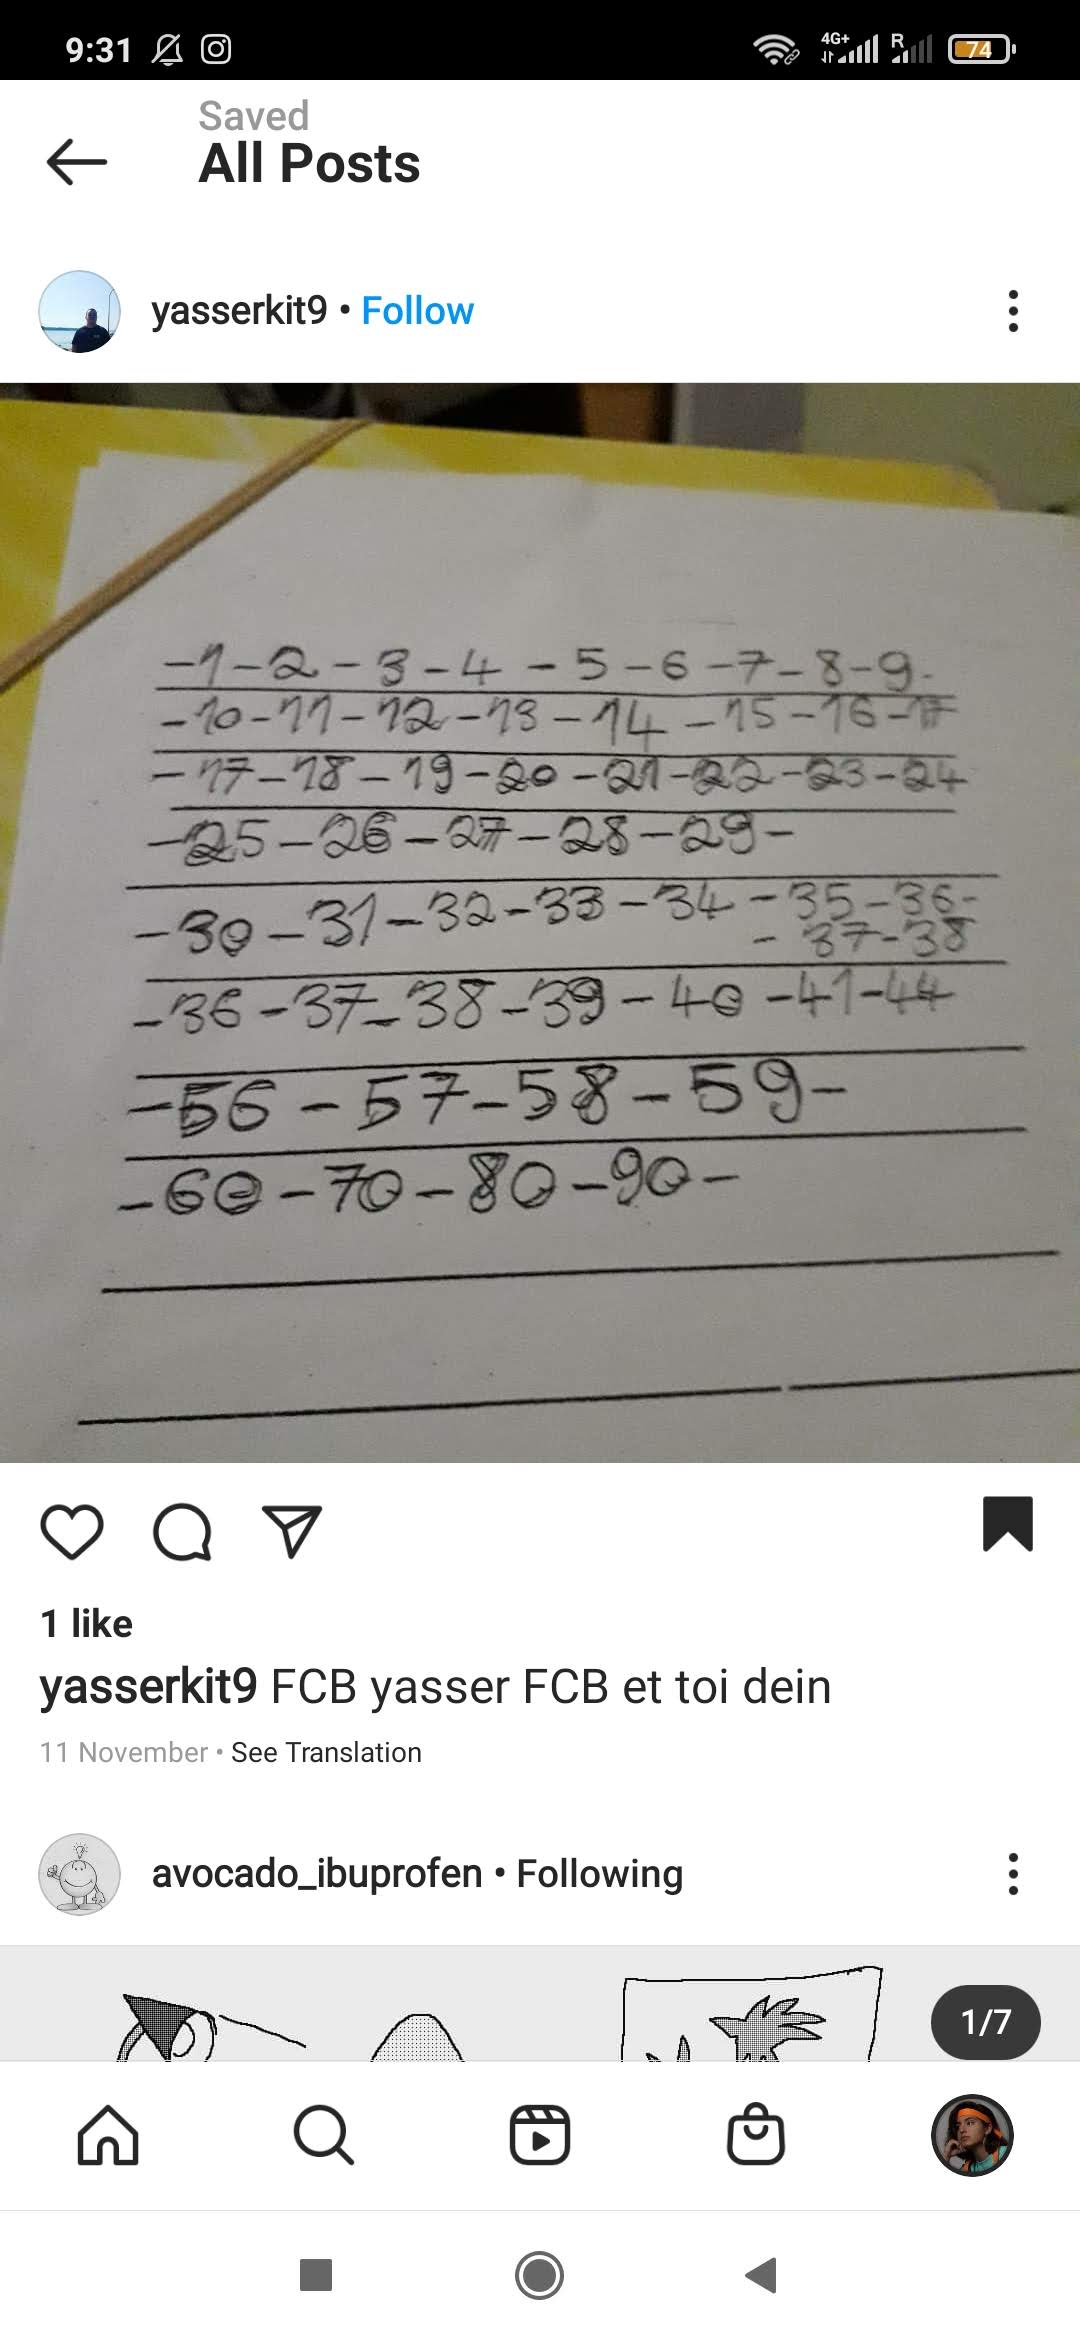 9:31 4G+ R 74
Saved
All Posts
yasserkit9 • Follow
-1-2-3-4-5-6-7-8-9-
-10-11-12-13-14-15-16-17
-17-18-19-20-21-22-23-24
-25-26-27-28-29-
-30-31-32-33-34-35-36-
-37-38
-36-37-38-39-40-41-44
-56-57-58-59-
-60-70-80-90-
1 like
yasserkit9 FCB yasser FCB et toi dein
11 November • See Translation
avocado_ibuprofen • Following
1/7